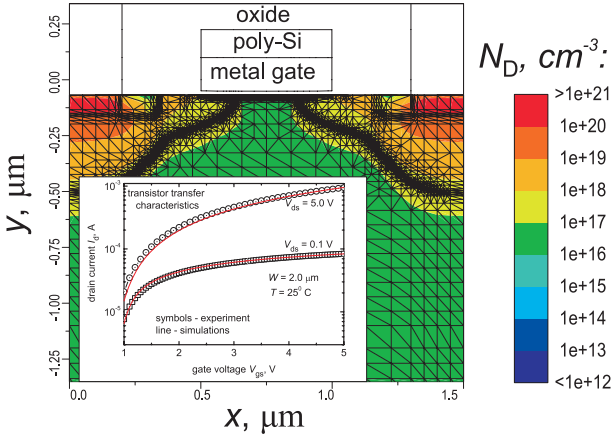 oxide
poly-Si
metal gate
0.25
0.00
-0.25
-0.50
-0.75
-1.00
-1.25
y, µm
0.0
0.5
1.0
1.5
x, µm
N_D, cm⁻³:
>1e+21
1e+20
1e+19
1e+18
1e+17
1e+16
1e+15
1e+14
1e+13
<1e+12
transistor transfer
characteristics
V_ds = 5.0 V
V_ds = 0.1 V
W = 2.0 µm
T = 25⁰ C
symbols - experiment
line - simulations
drain current I_d, A
10⁻³
10⁻⁴
10⁻⁵
1
2
3
4
5
gate voltage V_gs, V